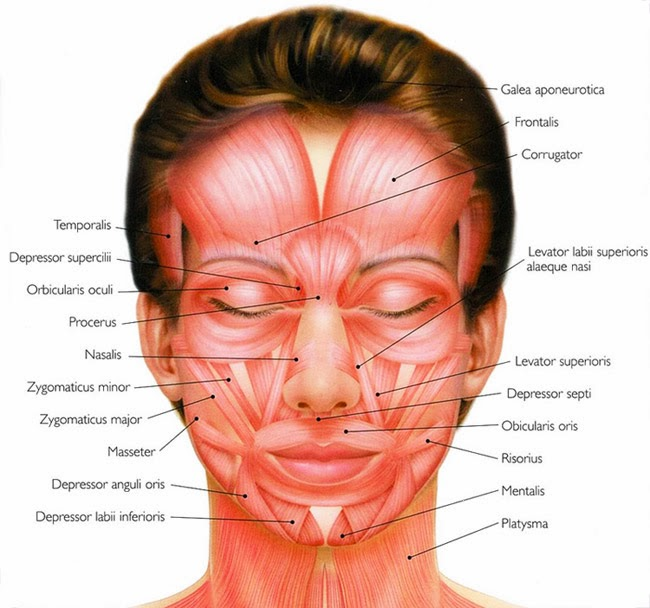 Galea aponeurotica
Frontalis
Corrugator
Levator labii superioris
alaeque nasi
Levator superioris
Depressor septi
Obicularis oris
Risorius
Mentalis
Platysma
Temporalis
Depressor supercilii
Orbicularis oculi
Procerus
Nasalis
Zygomaticus minor
Zygomaticus major
Masseter
Depressor anguli oris
Depressor labii inferioris